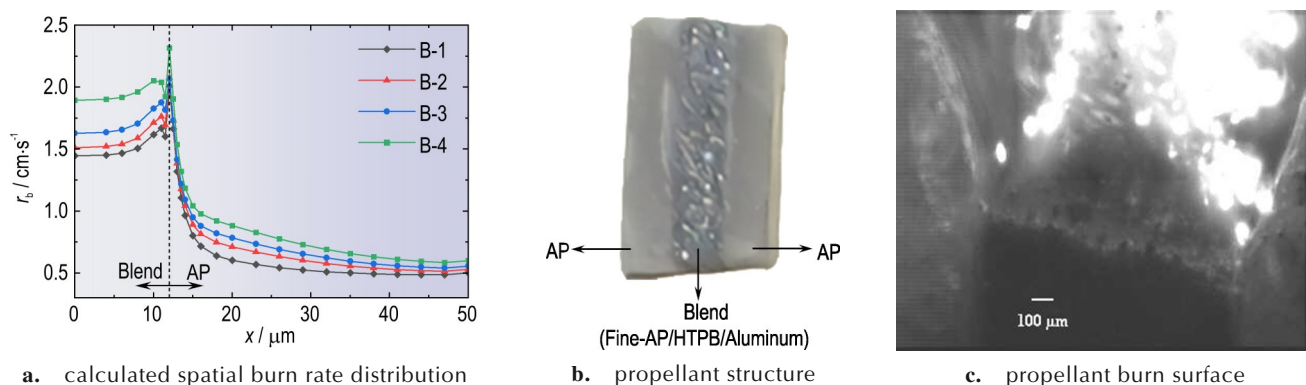 2.5
2.0
1.5
1.0
0.5
r_b / cm·s⁻¹
B-1
B-2
B-3
B-4
Blend
AP
0
10
20
30
40
50
x / μm
a. calculated spatial burn rate distribution
AP
AP
Blend
(Fine-AP/HTPB/Aluminum)
b. propellant structure
100 μm
c. propellant burn surface